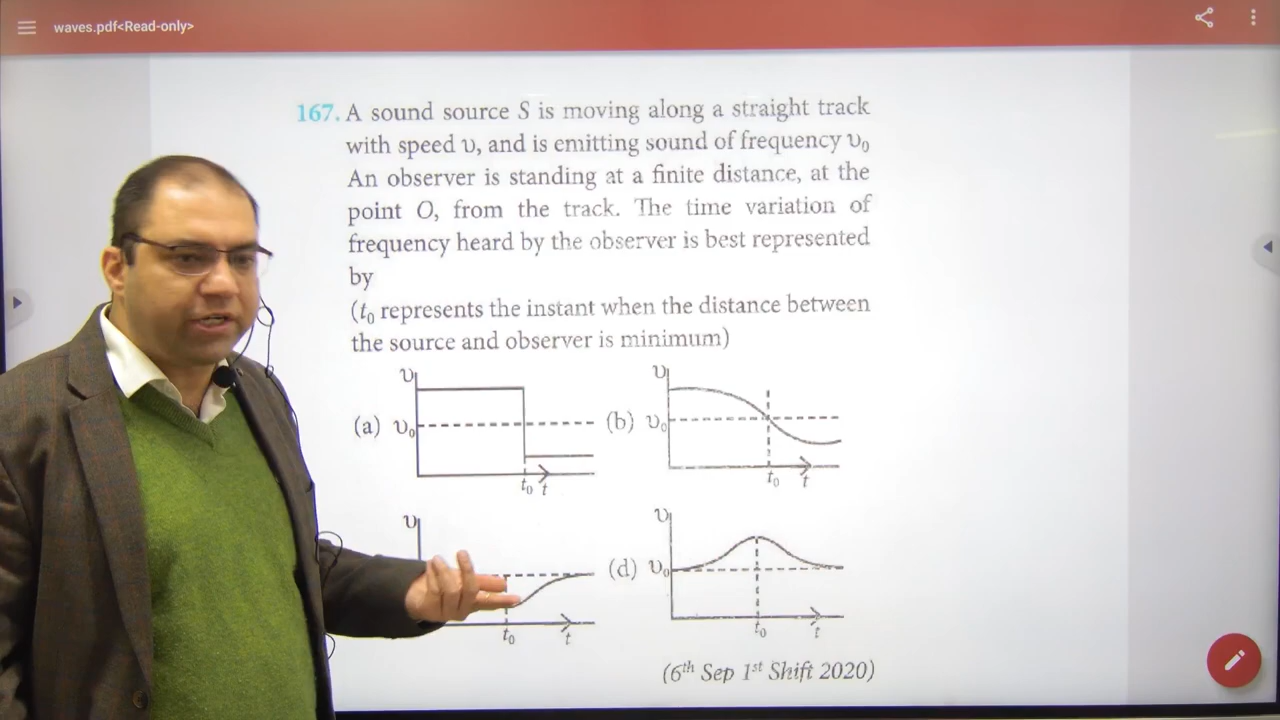 waves.pdf<Read-only>
167. A sound source S is moving along a straight track
with speed υ, and is emitting sound of frequency υ₀
An observer is standing at a finite distance, at the
point O, from the track. The time variation of
frequency heard by the observer is best represented
by
(t₀ represents the instant when the distance between
the source and observer is minimum)
υ
(a) υ₀
t₀ t
υ
(b) υ₀
t₀ t
υ
t₀ t
υ
(d) υ₀
t₀ t
(6th Sep 1st Shift 2020)